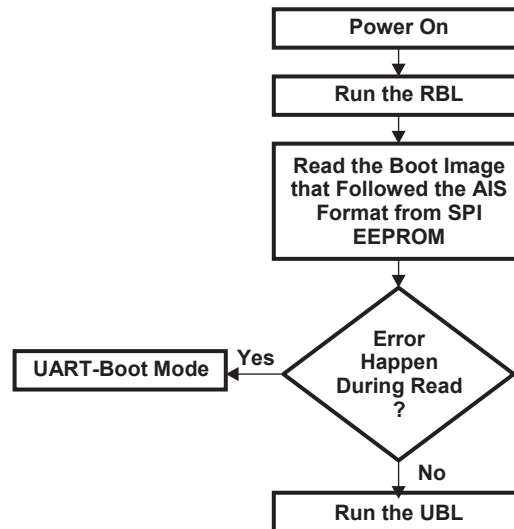 Power On
Run the RBL
Read the Boot Image
that Followed the AIS
Format from SPI
EEPROM
Error
Happen
During Read
?
Yes
UART-Boot Mode
No
Run the UBL